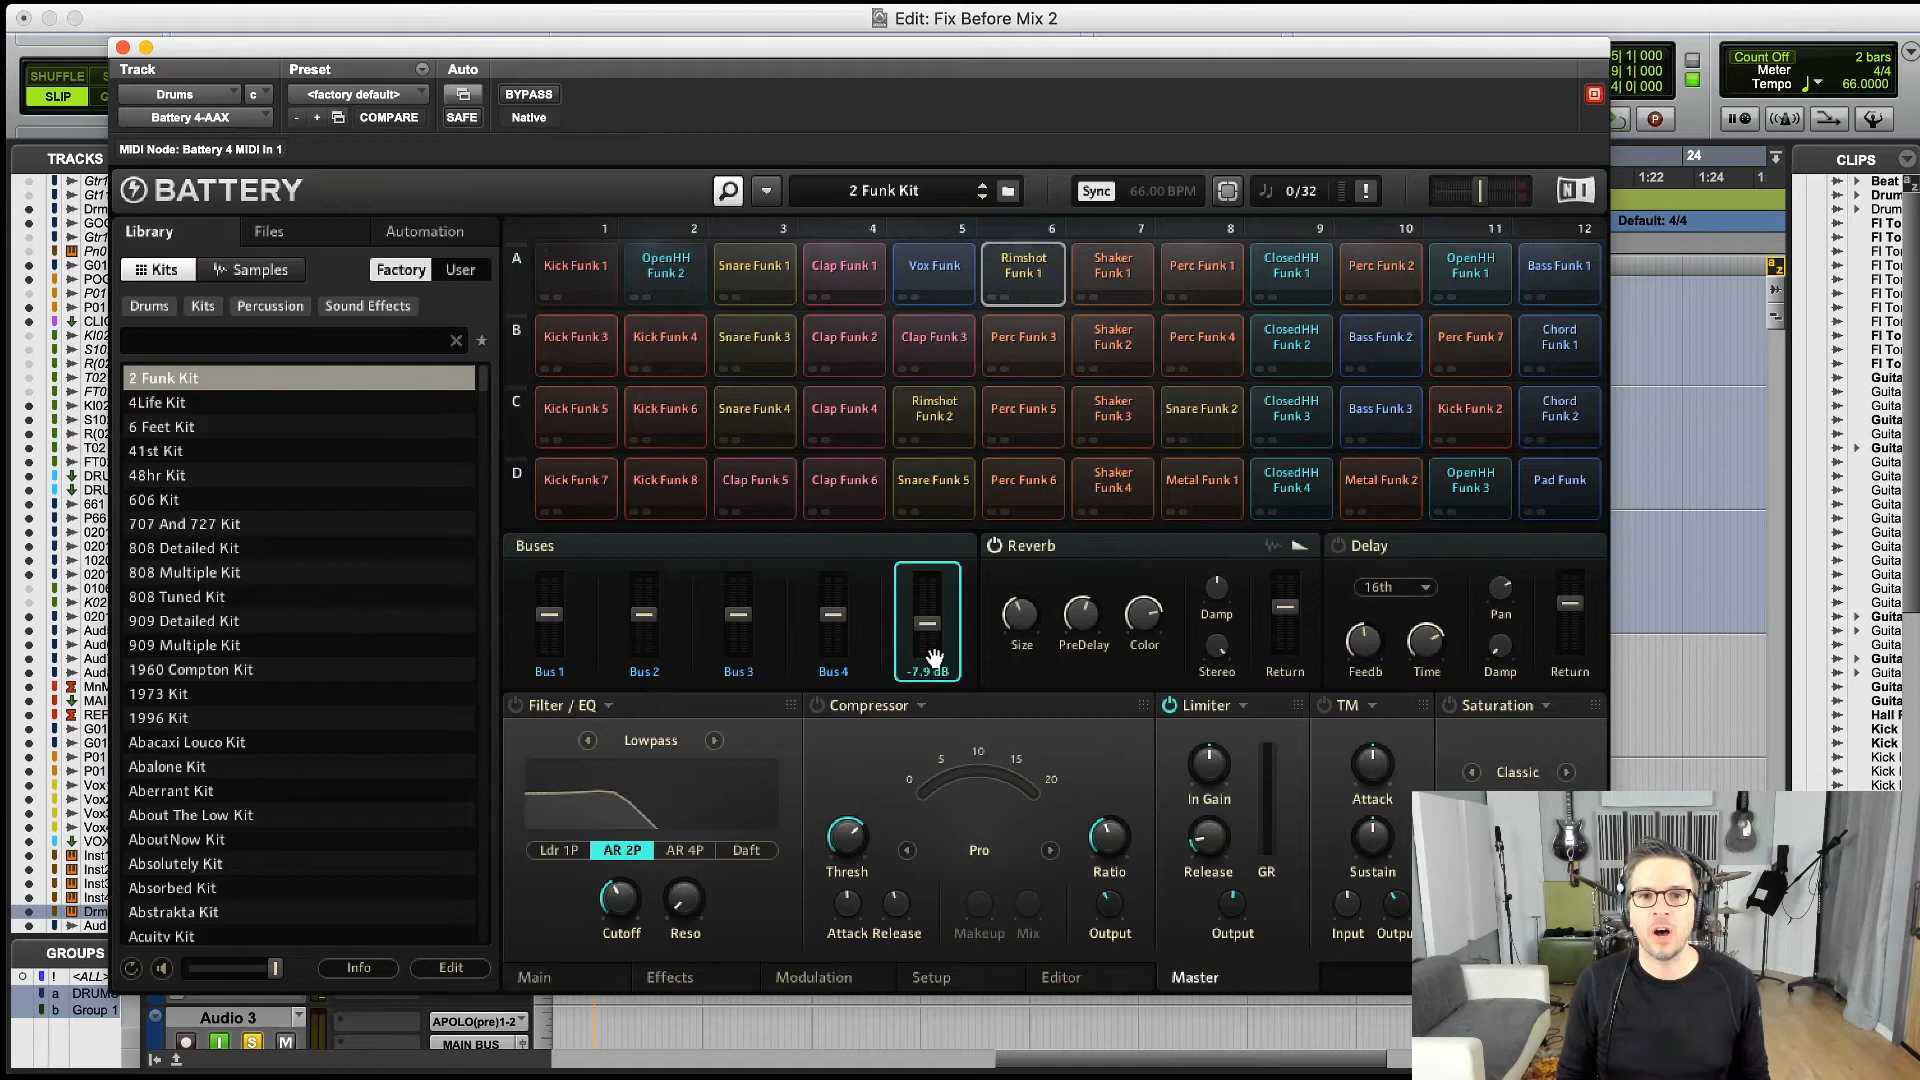 Edit: Fix Before Mix 2
Track
Preset
Auto
SHUFFLE
SLIP
Drums
c
<factory default>
BYPASS
Battery 4-AAX
- +
COMPARE
SAFE
Native
MIDI Node: Battery 4 MIDI In 1
5| 1| 000
9| 1| 000
4| 0| 000
Count Off
2 bars
Meter
4/4
Tempo
66.0000
TRACKS
24
CLIPS
1:22
1:24
Default: 4/4
BATTERY
2 Funk Kit
Sync
66.00 BPM
0/32
!
NI
Library
Files
Automation
Kits
Samples
Factory
User
Drums
Kits
Percussion
Sound Effects
2 Funk Kit
4Life Kit
6 Feet Kit
41st Kit
48hr Kit
606 Kit
707 And 727 Kit
808 Detailed Kit
808 Multiple Kit
808 Tuned Kit
909 Detailed Kit
909 Multiple Kit
1960 Compton Kit
1973 Kit
1996 Kit
Abacaxi Louco Kit
Abalone Kit
Aberrant Kit
About The Low Kit
AboutNow Kit
Absolutely Kit
Absorbed Kit
Abstrakta Kit
Acuity Kit
Info
Edit
1 2 3 4 5 6 7 8 9 10 11 12
A
Kick Funk 1
OpenHH Funk 2
Snare Funk 1
Clap Funk 1
Vox Funk
Rimshot Funk 1
Shaker Funk 1
Perc Funk 1
ClosedHH Funk 1
Perc Funk 2
OpenHH Funk 1
Bass Funk 1
B
Kick Funk 3
Kick Funk 4
Snare Funk 3
Clap Funk 2
Clap Funk 3
Perc Funk 3
Shaker Funk 2
Perc Funk 4
ClosedHH Funk 2
Bass Funk 2
Perc Funk 7
Chord Funk 1
C
Kick Funk 5
Kick Funk 6
Snare Funk 4
Clap Funk 4
Rimshot Funk 2
Perc Funk 5
Shaker Funk 3
Snare Funk 2
ClosedHH Funk 3
Bass Funk 3
Kick Funk 2
Chord Funk 2
D
Kick Funk 7
Kick Funk 8
Clap Funk 5
Clap Funk 6
Snare Funk 5
Perc Funk 6
Shaker Funk 4
Metal Funk 1
ClosedHH Funk 4
Metal Funk 2
OpenHH Funk 3
Pad Funk
Buses
Bus 1
Bus 2
Bus 3
Bus 4
-7.9 dB
Reverb
Size
PreDelay
Color
Damp
Stereo
Return
Delay
16th
Feedb
Time
Pan
Damp
Return
Filter / EQ
Lowpass
Ldr 1P
AR 2P
AR 4P
Daft
Cutoff
Reso
Compressor
0 5 10 15 20
Thresh
Pro
Ratio
Attack
Release
Makeup
Mix
Output
Limiter
In Gain
Release
GR
Output
TM
Attack
Sustain
Input
Outpu
Saturation
Classic
Main
Effects
Modulation
Setup
Editor
Master
GROUPS
! <ALL>
a DRUMS
b Group 1
Audio 3
I S M
APOLO(pre)1-2
MAIN BUS